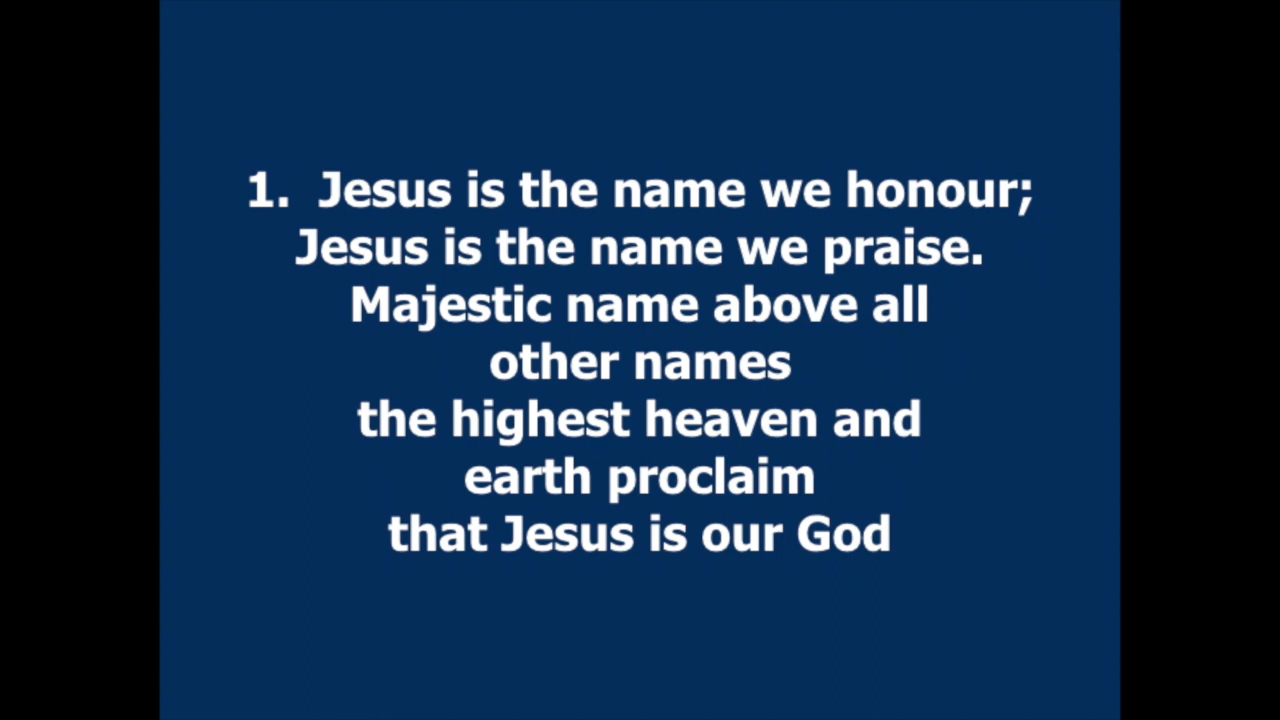 1. Jesus is the name we honour;
Jesus is the name we praise.
Majestic name above all
other names
the highest heaven and
earth proclaim
that Jesus is our God